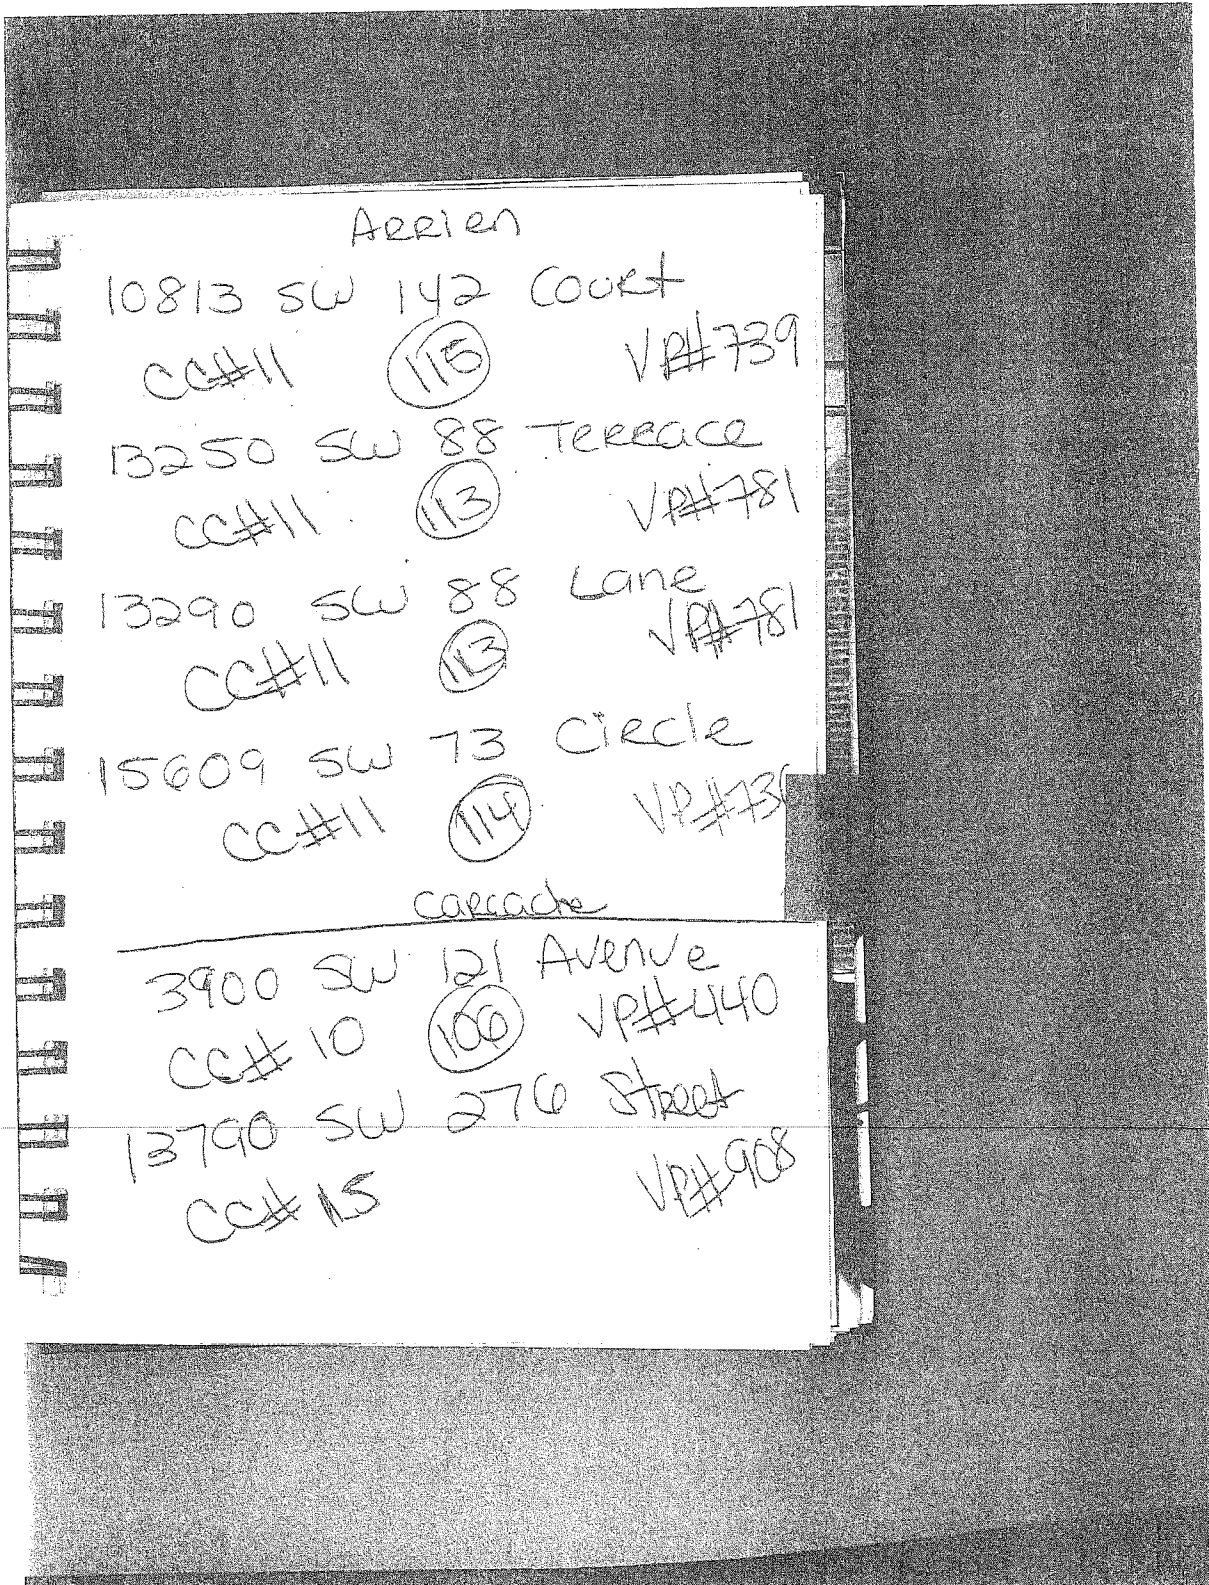 Arrien
10813 SW 142 Court
CC#11 115 VP#739
13250 SW 88 Terrace
CC#11 113 VP#781
13290 SW 88 Lane
CC#11 113 VP#781
15609 SW 73 Circle
CC#11 114
Carcache
3900 SW 121 Avenue
CC#10 106 VP#440
13790 SW 276 Street
CC#15 VP#908